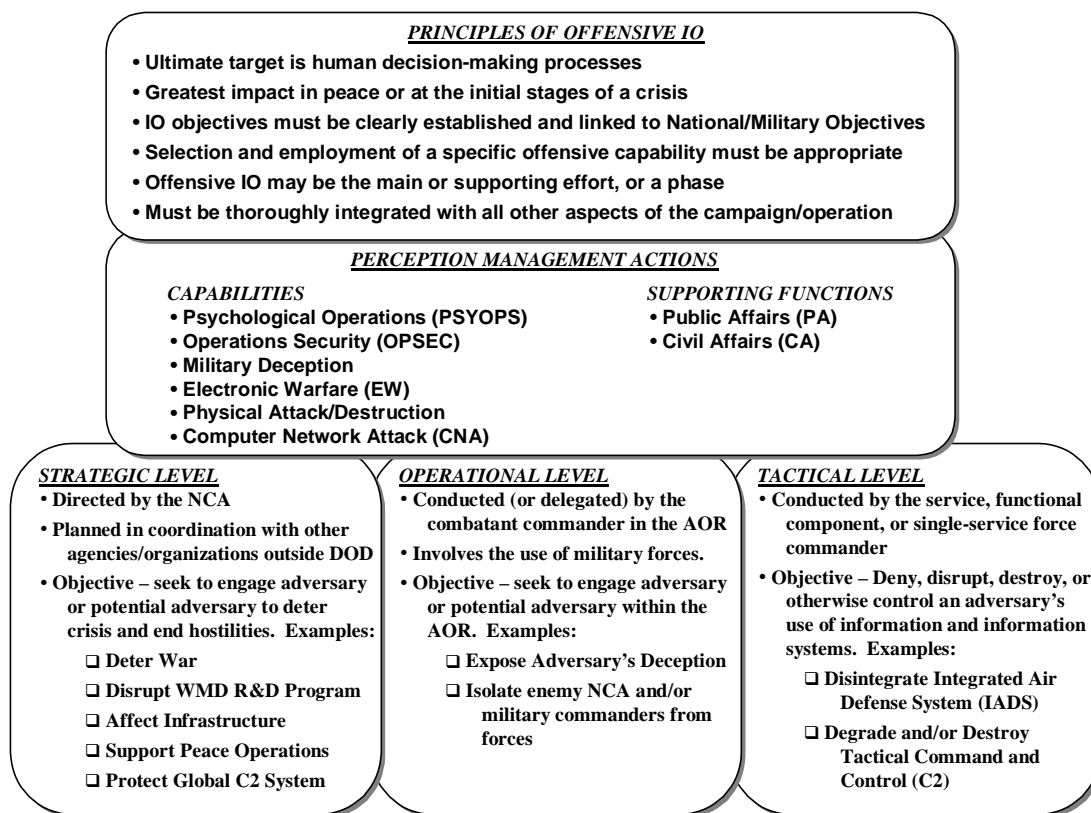 PRINCIPLES OF OFFENSIVE IO
• Ultimate target is human decision-making processes
• Greatest impact in peace or at the initial stages of a crisis
• IO objectives must be clearly established and linked to National/Military Objectives
• Selection and employment of a specific offensive capability must be appropriate
• Offensive IO may be the main or supporting effort, or a phase
• Must be thoroughly integrated with all other aspects of the campaign/operation
PERCEPTION MANAGEMENT ACTIONS
CAPABILITIES
• Psychological Operations (PSYOPS)
• Operations Security (OPSEC)
• Military Deception
• Electronic Warfare (EW)
• Physical Attack/Destruction
• Computer Network Attack (CNA)
SUPPORTING FUNCTIONS
• Public Affairs (PA)
• Civil Affairs (CA)
STRATEGIC LEVEL
• Directed by the NCA
• Planned in coordination with other
agencies/organizations outside DOD
• Objective – seek to engage adversary
or potential adversary to deter
crisis and end hostilities. Examples:
❑ Deter War
❑ Disrupt WMD R&D Program
❑ Affect Infrastructure
❑ Support Peace Operations
❑ Protect Global C2 System
OPERATIONAL LEVEL
• Conducted (or delegated) by the
combatant commander in the AOR
• Involves the use of military forces.
• Objective – seek to engage adversary
or potential adversary within the
AOR. Examples:
❑ Expose Adversary's Deception
❑ Isolate enemy NCA and/or
military commanders from
forces
TACTICAL LEVEL
• Conducted by the service, functional
component, or single-service force
commander
• Objective – Deny, disrupt, destroy, or
otherwise control an adversary's
use of information and information
systems. Examples:
❑ Disintegrate Integrated Air
Defense System (IADS)
❑ Degrade and/or Destroy
Tactical Command and
Control (C2)